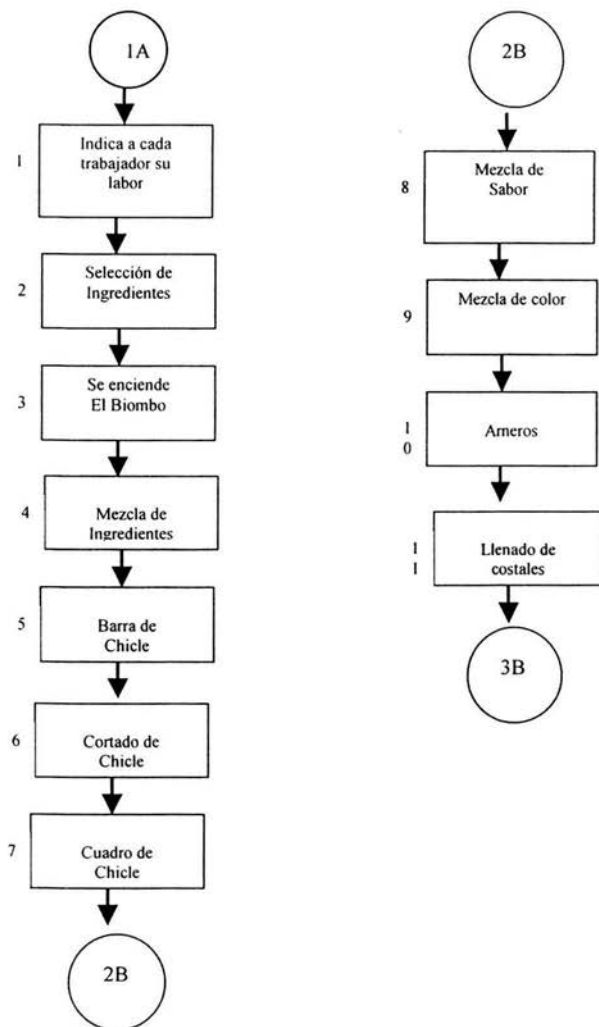 1A
1
Indica a cada
trabajador su
labor
2
Selección de
Ingredientes
3
Se enciende
El Biombo
4
Mezcla de
Ingredientes
5
Barra de
Chicle
6
Cortado de
Chicle
7
Cuadro de
Chicle
2B
2B
8
Mezcla de
Sabor
9
Mezcla de color
1
0
Arneros
1
1
Llenado de
costales
3B